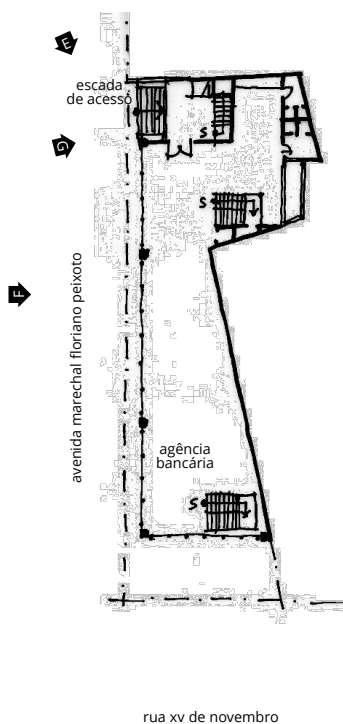 E
escada
de acesso
S
G
S
F
avenida marechal floriano peixoto
agência
bancária
S
rua xv de novembro